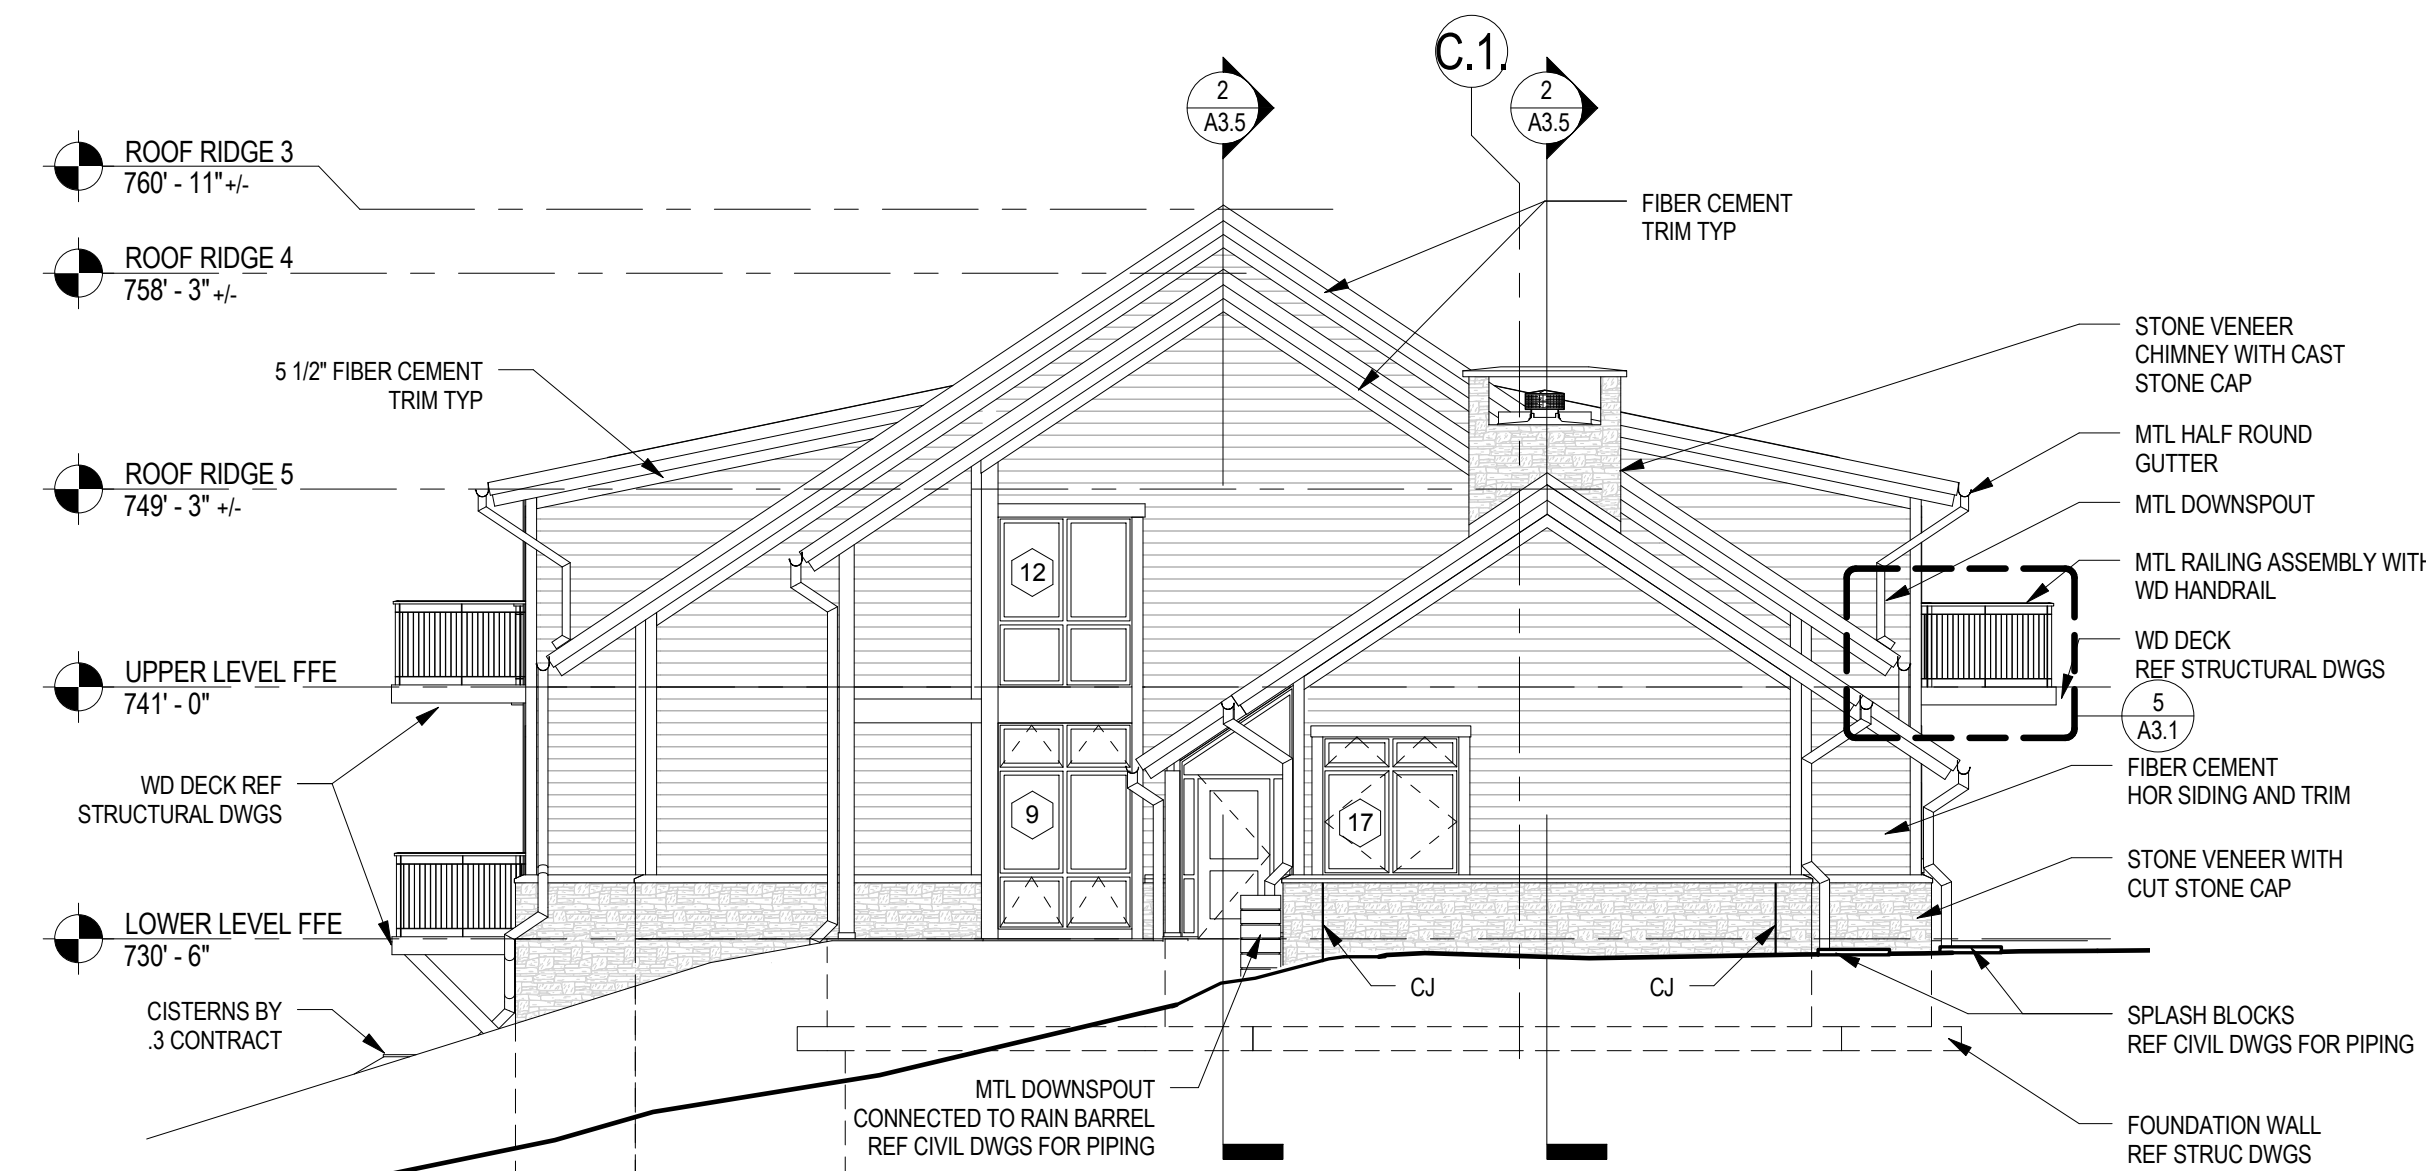 C.1.
2
A3.5
2
A3.5
ROOF RIDGE 3
760' - 11"+/-
ROOF RIDGE 4
758' - 3" +/-
ROOF RIDGE 5
749' - 3" +/-
UPPER LEVEL FFE
741' - 0"
LOWER LEVEL FFE
730' - 6"
5 1/2" FIBER CEMENT
TRIM TYP
WD DECK REF
STRUCTURAL DWGS
CISTERNS BY
.3 CONTRACT
12
9
17
MTL DOWNSPOUT
CONNECTED TO RAIN BARREL
REF CIVIL DWGS FOR PIPING
CJ
CJ
FIBER CEMENT
TRIM TYP
STONE VENEER
CHIMNEY WITH CAST
STONE CAP
MTL HALF ROUND
GUTTER
MTL DOWNSPOUT
MTL RAILING ASSEMBLY WITH
WD HANDRAIL
WD DECK
REF STRUCTURAL DWGS
5
A3.1
FIBER CEMENT
HOR SIDING AND TRIM
STONE VENEER WITH
CUT STONE CAP
SPLASH BLOCKS
REF CIVIL DWGS FOR PIPING
FOUNDATION WALL
REF STRUC DWGS